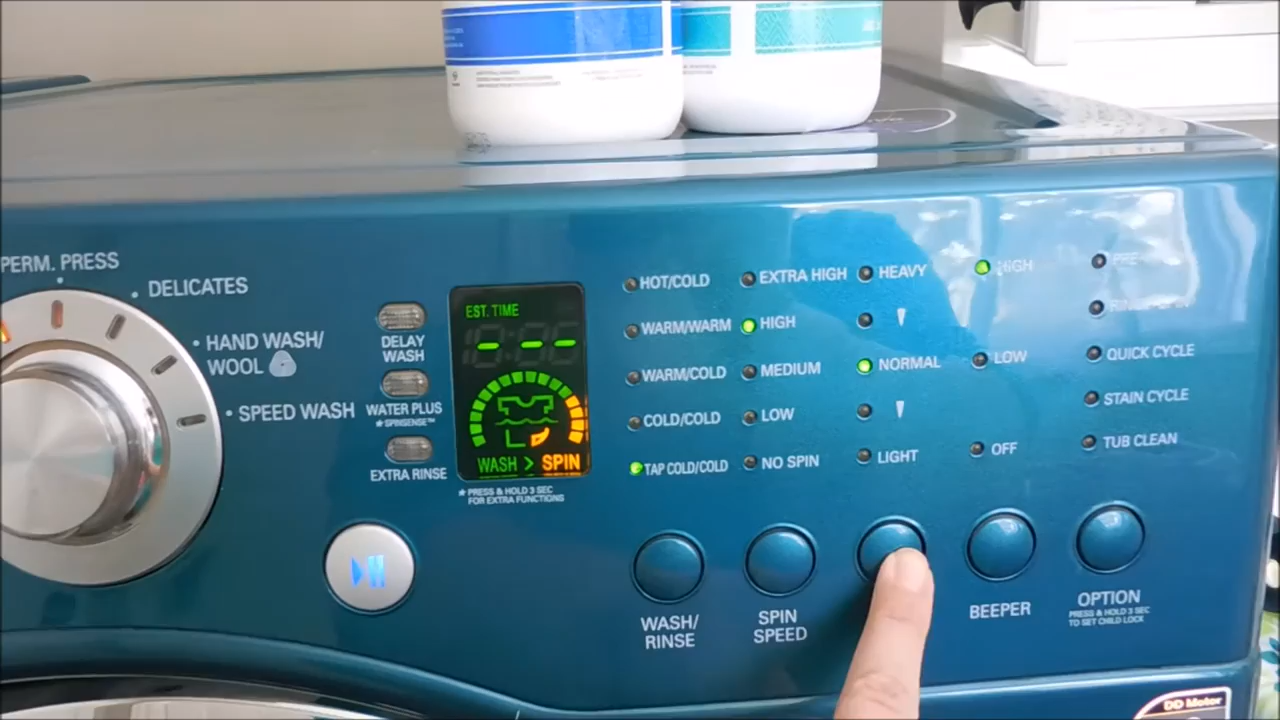 PERM. PRESS
DELICATES
HAND WASH/
WOOL
SPEED WASH
DELAY
WASH
WATER PLUS
*SPINSENSE™
EXTRA RINSE
EST. TIME
- - -
WASH > SPIN
*PRESS & HOLD 3 SEC
FOR EXTRA FUNCTIONS
HOT/COLD
WARM/WARM
WARM/COLD
COLD/COLD
TAP COLD/COLD
EXTRA HIGH
HIGH
MEDIUM
LOW
NO SPIN
HEAVY
NORMAL
LIGHT
HIGH
LOW
OFF
QUICK CYCLE
STAIN CYCLE
TUB CLEAN
WASH/
RINSE
SPIN
SPEED
BEEPER
OPTION
PRESS & HOLD 3 SEC
TO SET CHILD LOCK
DD Motor